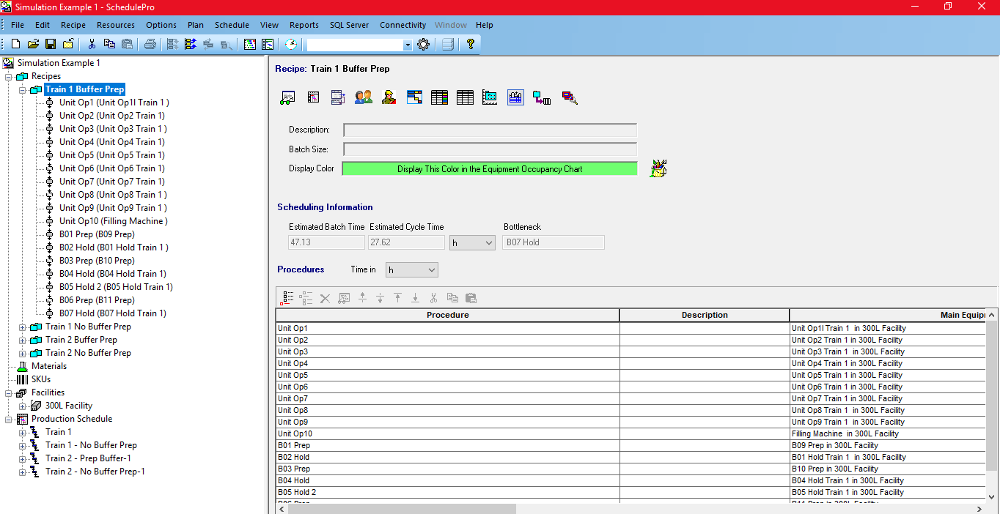 Simulation Example 1 - SchedulePro
File Edit Recipe Resources Options Plan Schedule View Reports SQL Server Connectivity Window Help
Simulation Example 1
Recipes
Train 1 Buffer Prep
Unit Op1 (Unit Op1I Train 1 )
Unit Op2 (Unit Op2 Train 1)
Unit Op3 (Unit Op3 Train 1 )
Unit Op4 (Unit Op4 Train 1)
Unit Op5 (Unit Op5 Train 1)
Unit Op6 (Unit Op6 Train 1)
Unit Op7 (Unit Op7 Train 1)
Unit Op8 (Unit Op8 Train 1 )
Unit Op9 (Unit Op9 Train 1 )
Unit Op10 (Filling Machine )
B01 Prep (B09 Prep)
B02 Hold (B01 Hold Train 1 )
B03 Prep (B10 Prep)
B04 Hold (B04 Hold Train 1)
B05 Hold 2 (B05 Hold Train 1)
B06 Prep (B11 Prep)
B07 Hold (B07 Hold Train 1)
Train 1 No Buffer Prep
Train 2 Buffer Prep
Train 2 No Buffer Prep
Materials
SKUs
Facilities
300L Facility
Production Schedule
Train 1
Train 1 - No Buffer Prep
Train 2 - Prep Buffer-1
Train 2 - No Buffer Prep-1
Recipe: Train 1 Buffer Prep
Description:
Batch Size:
Display Color Display This Color in the Equipment Occupancy Chart
Scheduling Information
Estimated Batch Time Estimated Cycle Time Bottleneck
47.13 27.62 h B07 Hold
Procedures Time in h
Procedure Description Main Equip
Unit Op1 Unit Op1I Train 1 in 300L Facility
Unit Op2 Unit Op2 Train 1 in 300L Facility
Unit Op3 Unit Op3 Train 1 in 300L Facility
Unit Op4 Unit Op4 Train 1 in 300L Facility
Unit Op5 Unit Op5 Train 1 in 300L Facility
Unit Op6 Unit Op6 Train 1 in 300L Facility
Unit Op7 Unit Op7 Train 1 in 300L Facility
Unit Op8 Unit Op8 Train 1 in 300L Facility
Unit Op9 Unit Op9 Train 1 in 300L Facility
Unit Op10 Filling Machine in 300L Facility
B01 Prep B09 Prep in 300L Facility
B02 Hold B01 Hold Train 1 in 300L Facility
B03 Prep B10 Prep in 300L Facility
B04 Hold B04 Hold Train 1 in 300L Facility
B05 Hold 2 B05 Hold Train 1 in 300L Facility
B06 Prep B11 Prep in 300L Facility